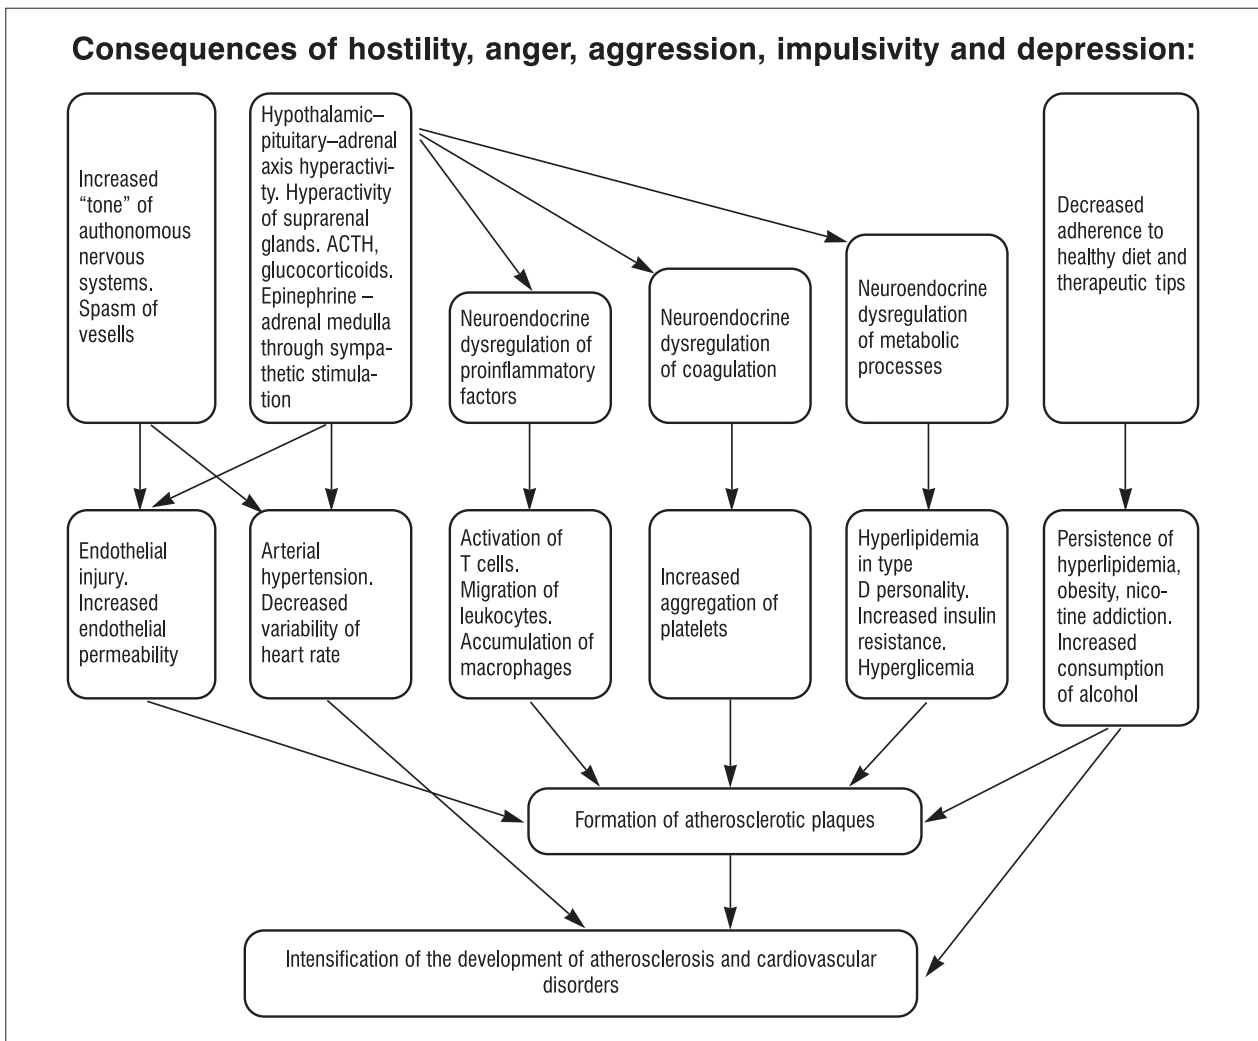 Consequences of hostility, anger, aggression, impulsivity and depression:
Increased
“tone” of
authonomous
nervous
systems.
Spasm of
vesells
Hypothalamic–
pituitary–adrenal
axis hyperactivi-
ty. Hyperactivity
of suprarenal
glands. ACTH,
glucocorticoids.
Epinephrine –
adrenal medulla
through sympa-
thetic stimula-
tion
Neuroendocrine
dysregulation of
proinflammatory
factors
Neuroendocrine
dysregulation
of coagulation
Neuroendocrine
dysregulation
of metabolic
processes
Decreased
adherence to
healthy diet and
therapeutic tips
Endothelial
injury.
Increased
endothelial
permeability
Arterial
hypertension.
Decreased
variability of
heart rate
Activation of
T cells.
Migration of
leukocytes.
Accumulation of
macrophages
Increased
aggregation of
platelets
Hyperlipidemia
in type
D personality.
Increased insulin
resistance.
Hyperglicemia
Persistence of
hyperlipidemia,
obesity, nico-
tine addiction.
Increased
consumption
of alcohol
Formation of atherosclerotic plaques
Intensification of the development of atherosclerosis and cardiovascular
disorders